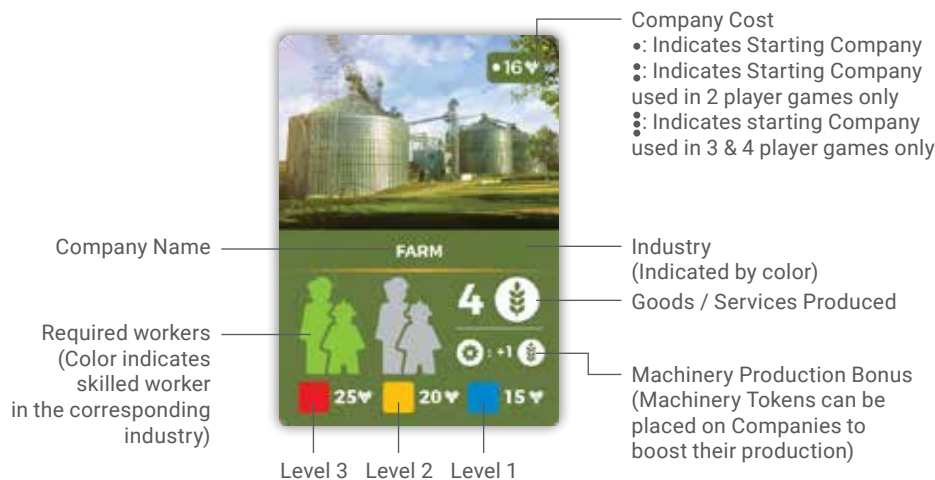 Company Cost
•: Indicates Starting Company
: Indicates Starting Company
used in 2 player games only
: Indicates starting Company
used in 3 & 4 player games only
•16
Company Name
FARM
Industry
(Indicated by color)
4
Goods / Services Produced
Required workers
(Color indicates
skilled worker
in the corresponding
industry)
: +1
Machinery Production Bonus
(Machinery Tokens can be
placed on Companies to
boost their production)
25 20 15
Level 3 Level 2 Level 1